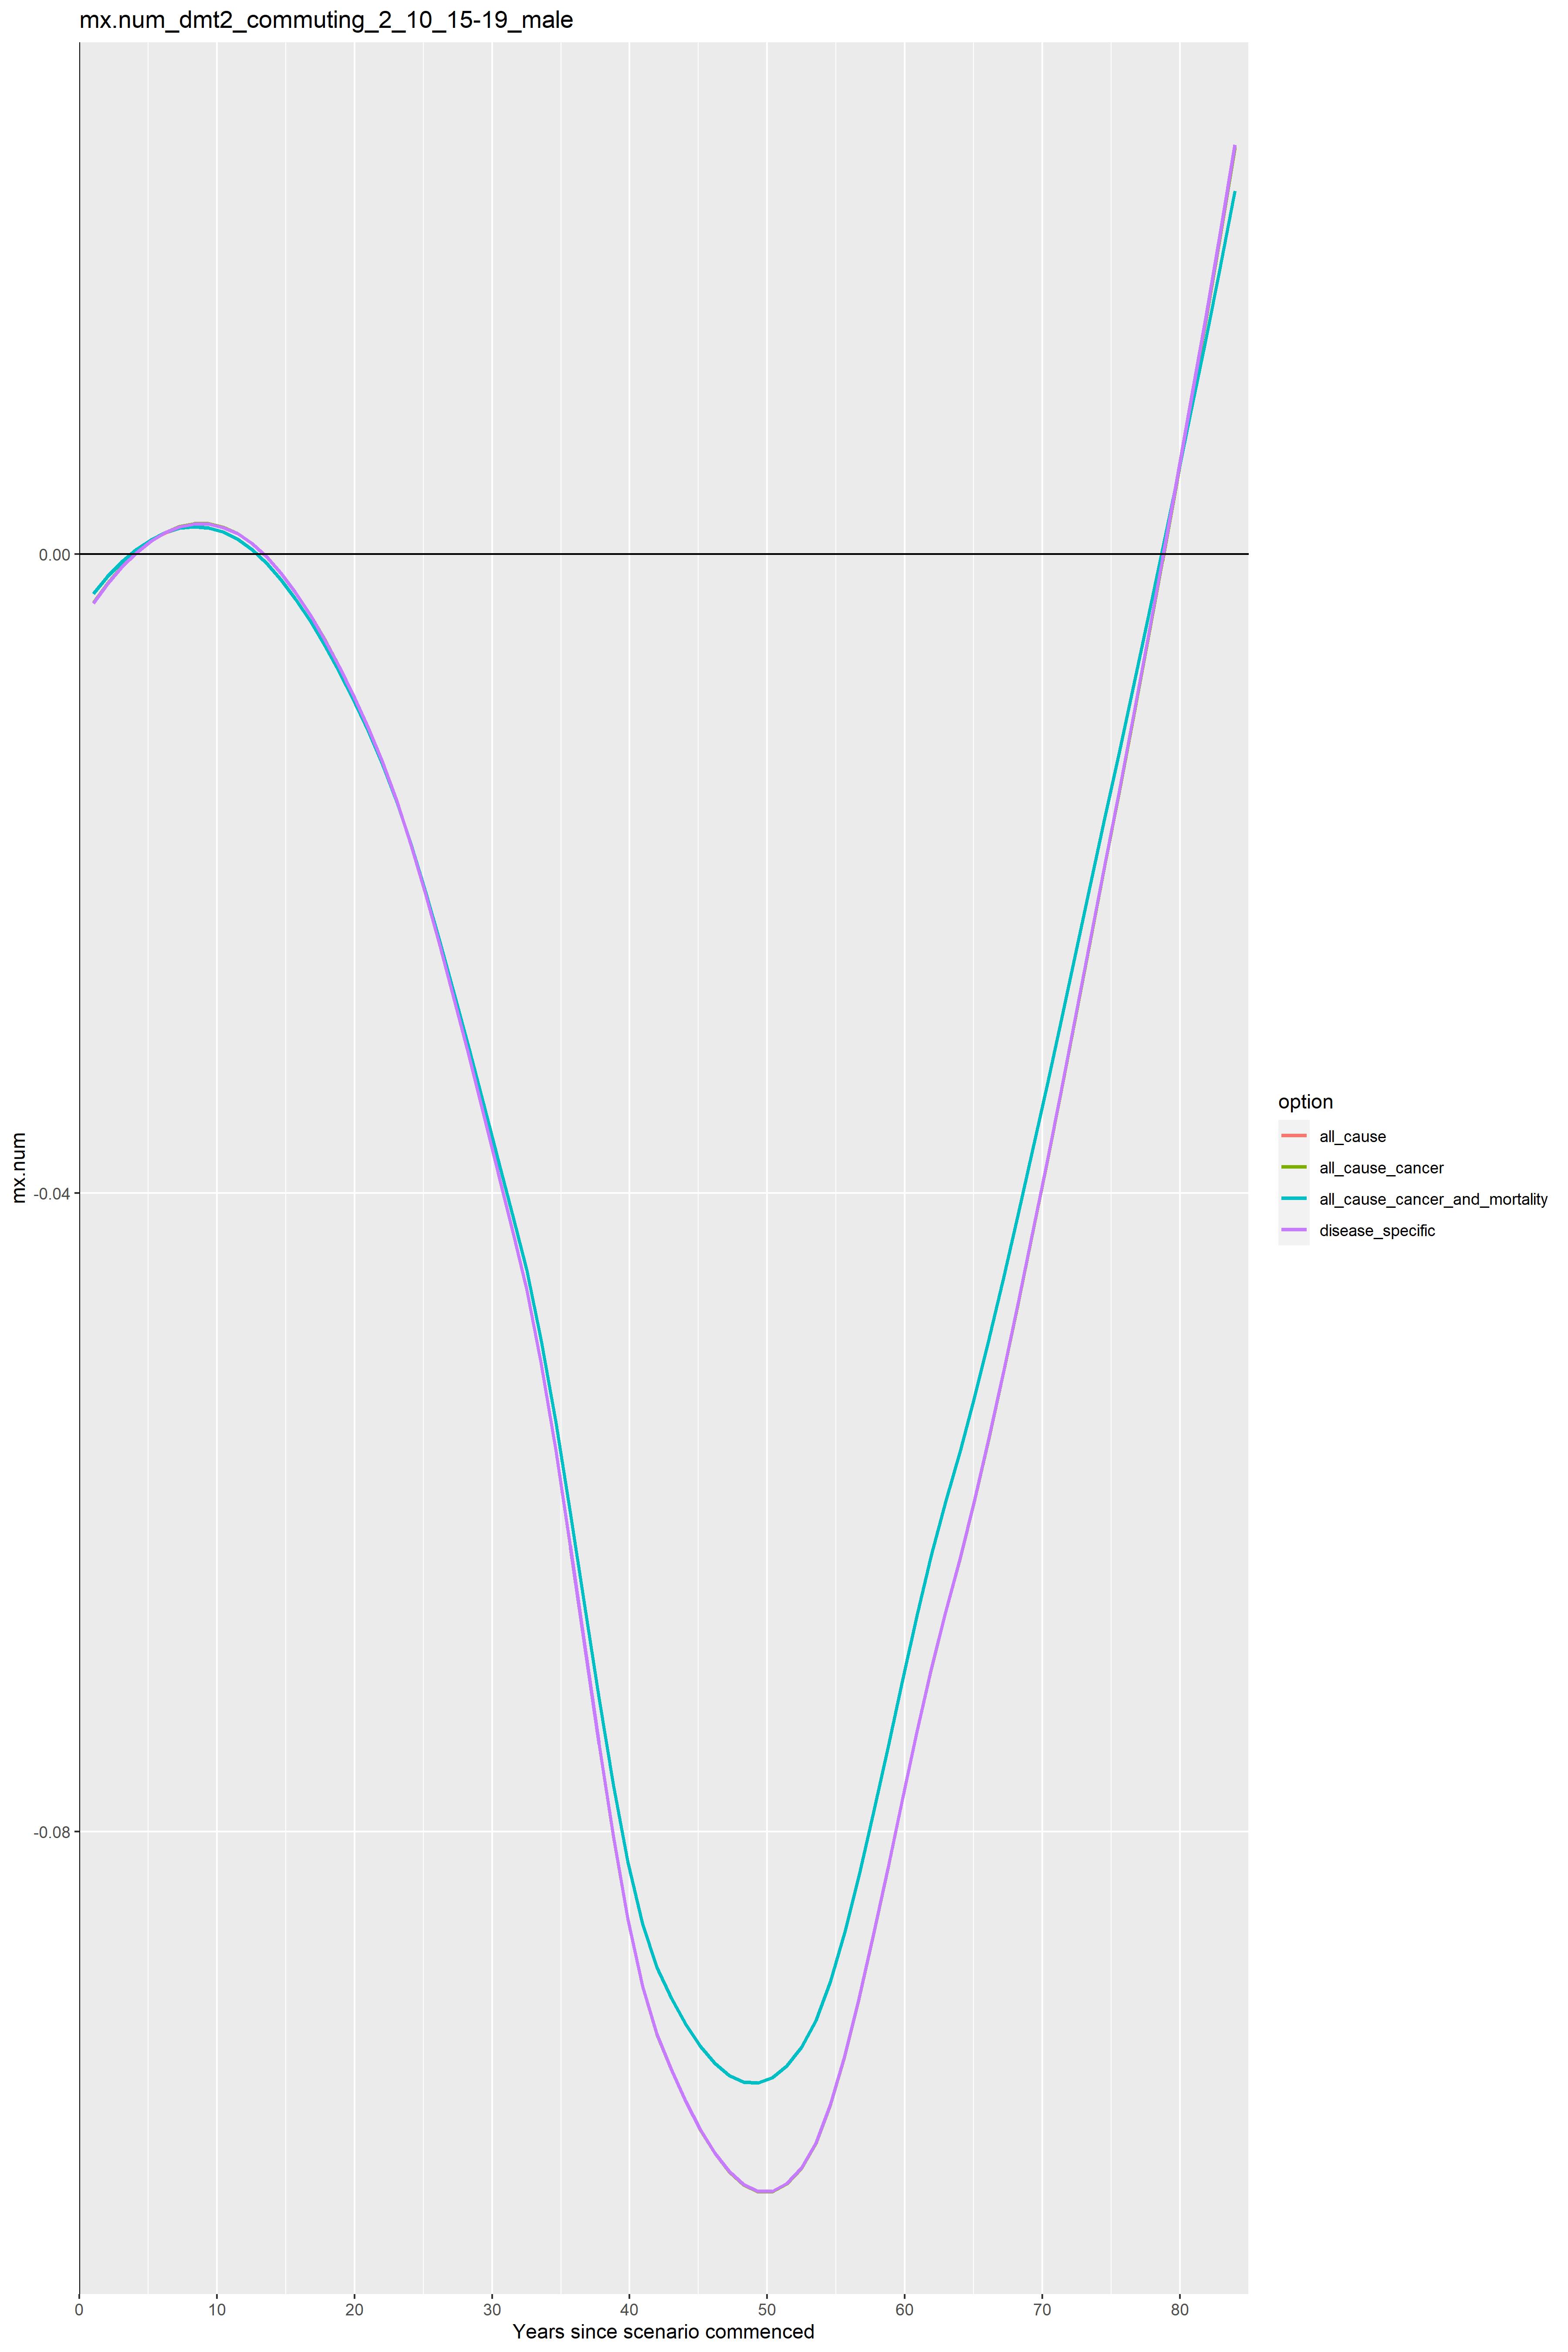 mx.num_dmt2_commuting_2_10_15-19_male
mx.num
0.00
-0.04
-0.08
0 10 20 30 40 50 60 70 80
Years since scenario commenced
option
all_cause
all_cause_cancer
all_cause_cancer_and_mortality
disease_specific